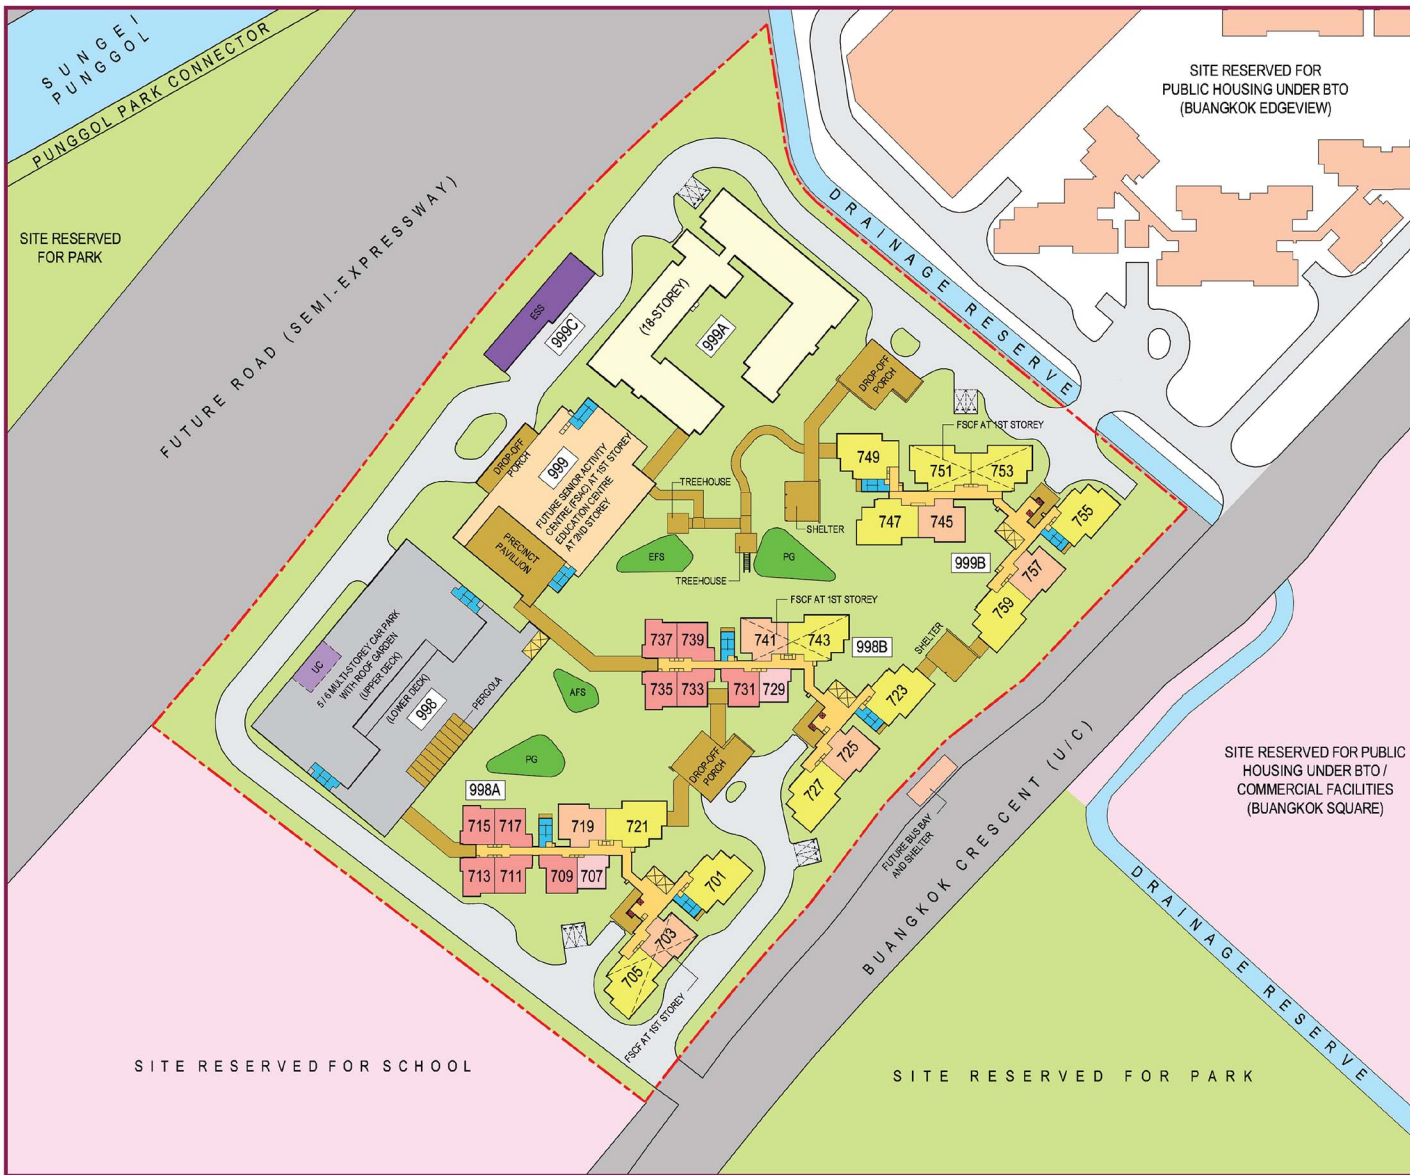 SUNGEI
PUNGGOL
PUNGGOL PARK CONNECTOR
SITE RESERVED
FOR PARK
FUTURE ROAD (SEMI-EXPRESSWAY)
SITE RESERVED FOR
PUBLIC HOUSING UNDER BTO
(BUANGKOK EDGEVIEW)
DRAINAGE RESERVE
ESS
999C
(18-STOREY)
999A
DROP-OFF
PORCH
FSCF AT 1ST STOREY
749
751
753
747
745
755
757
759
999B
DROP-OFF
PORCH
999
FUTURE SENIOR ACTIVITY
CENTRE (FSAC) AT 1ST STOREY
EDUCATION CENTRE
AT 2ND STOREY
PRECINCT
PAVILLION
TREEHOUSE
SHELTER
EFS
PG
TREEHOUSE
FSCF AT 1ST STOREY
737
739
741
743
998B
735
733
731
729
SHELTER
723
725
727
UC
5 / 6 MULTI-STOREY CAR PARK
WITH ROOF GARDEN
(UPPER DECK)
(LOWER DECK)
998
PERGOLA
AFS
PG
DROP-OFF
PORCH
998A
715
717
719
721
713
711
709
707
701
703
705
FSCF AT 1ST STOREY
FUTURE BUS BAY
AND SHELTER
BUANGKOK CRESCENT (U/C)
SITE RESERVED FOR PUBLIC
HOUSING UNDER BTO /
COMMERCIAL FACILITIES
(BUANGKOK SQUARE)
DRAINAGE RESERVE
SITE RESERVED FOR SCHOOL
SITE RESERVED FOR PARK